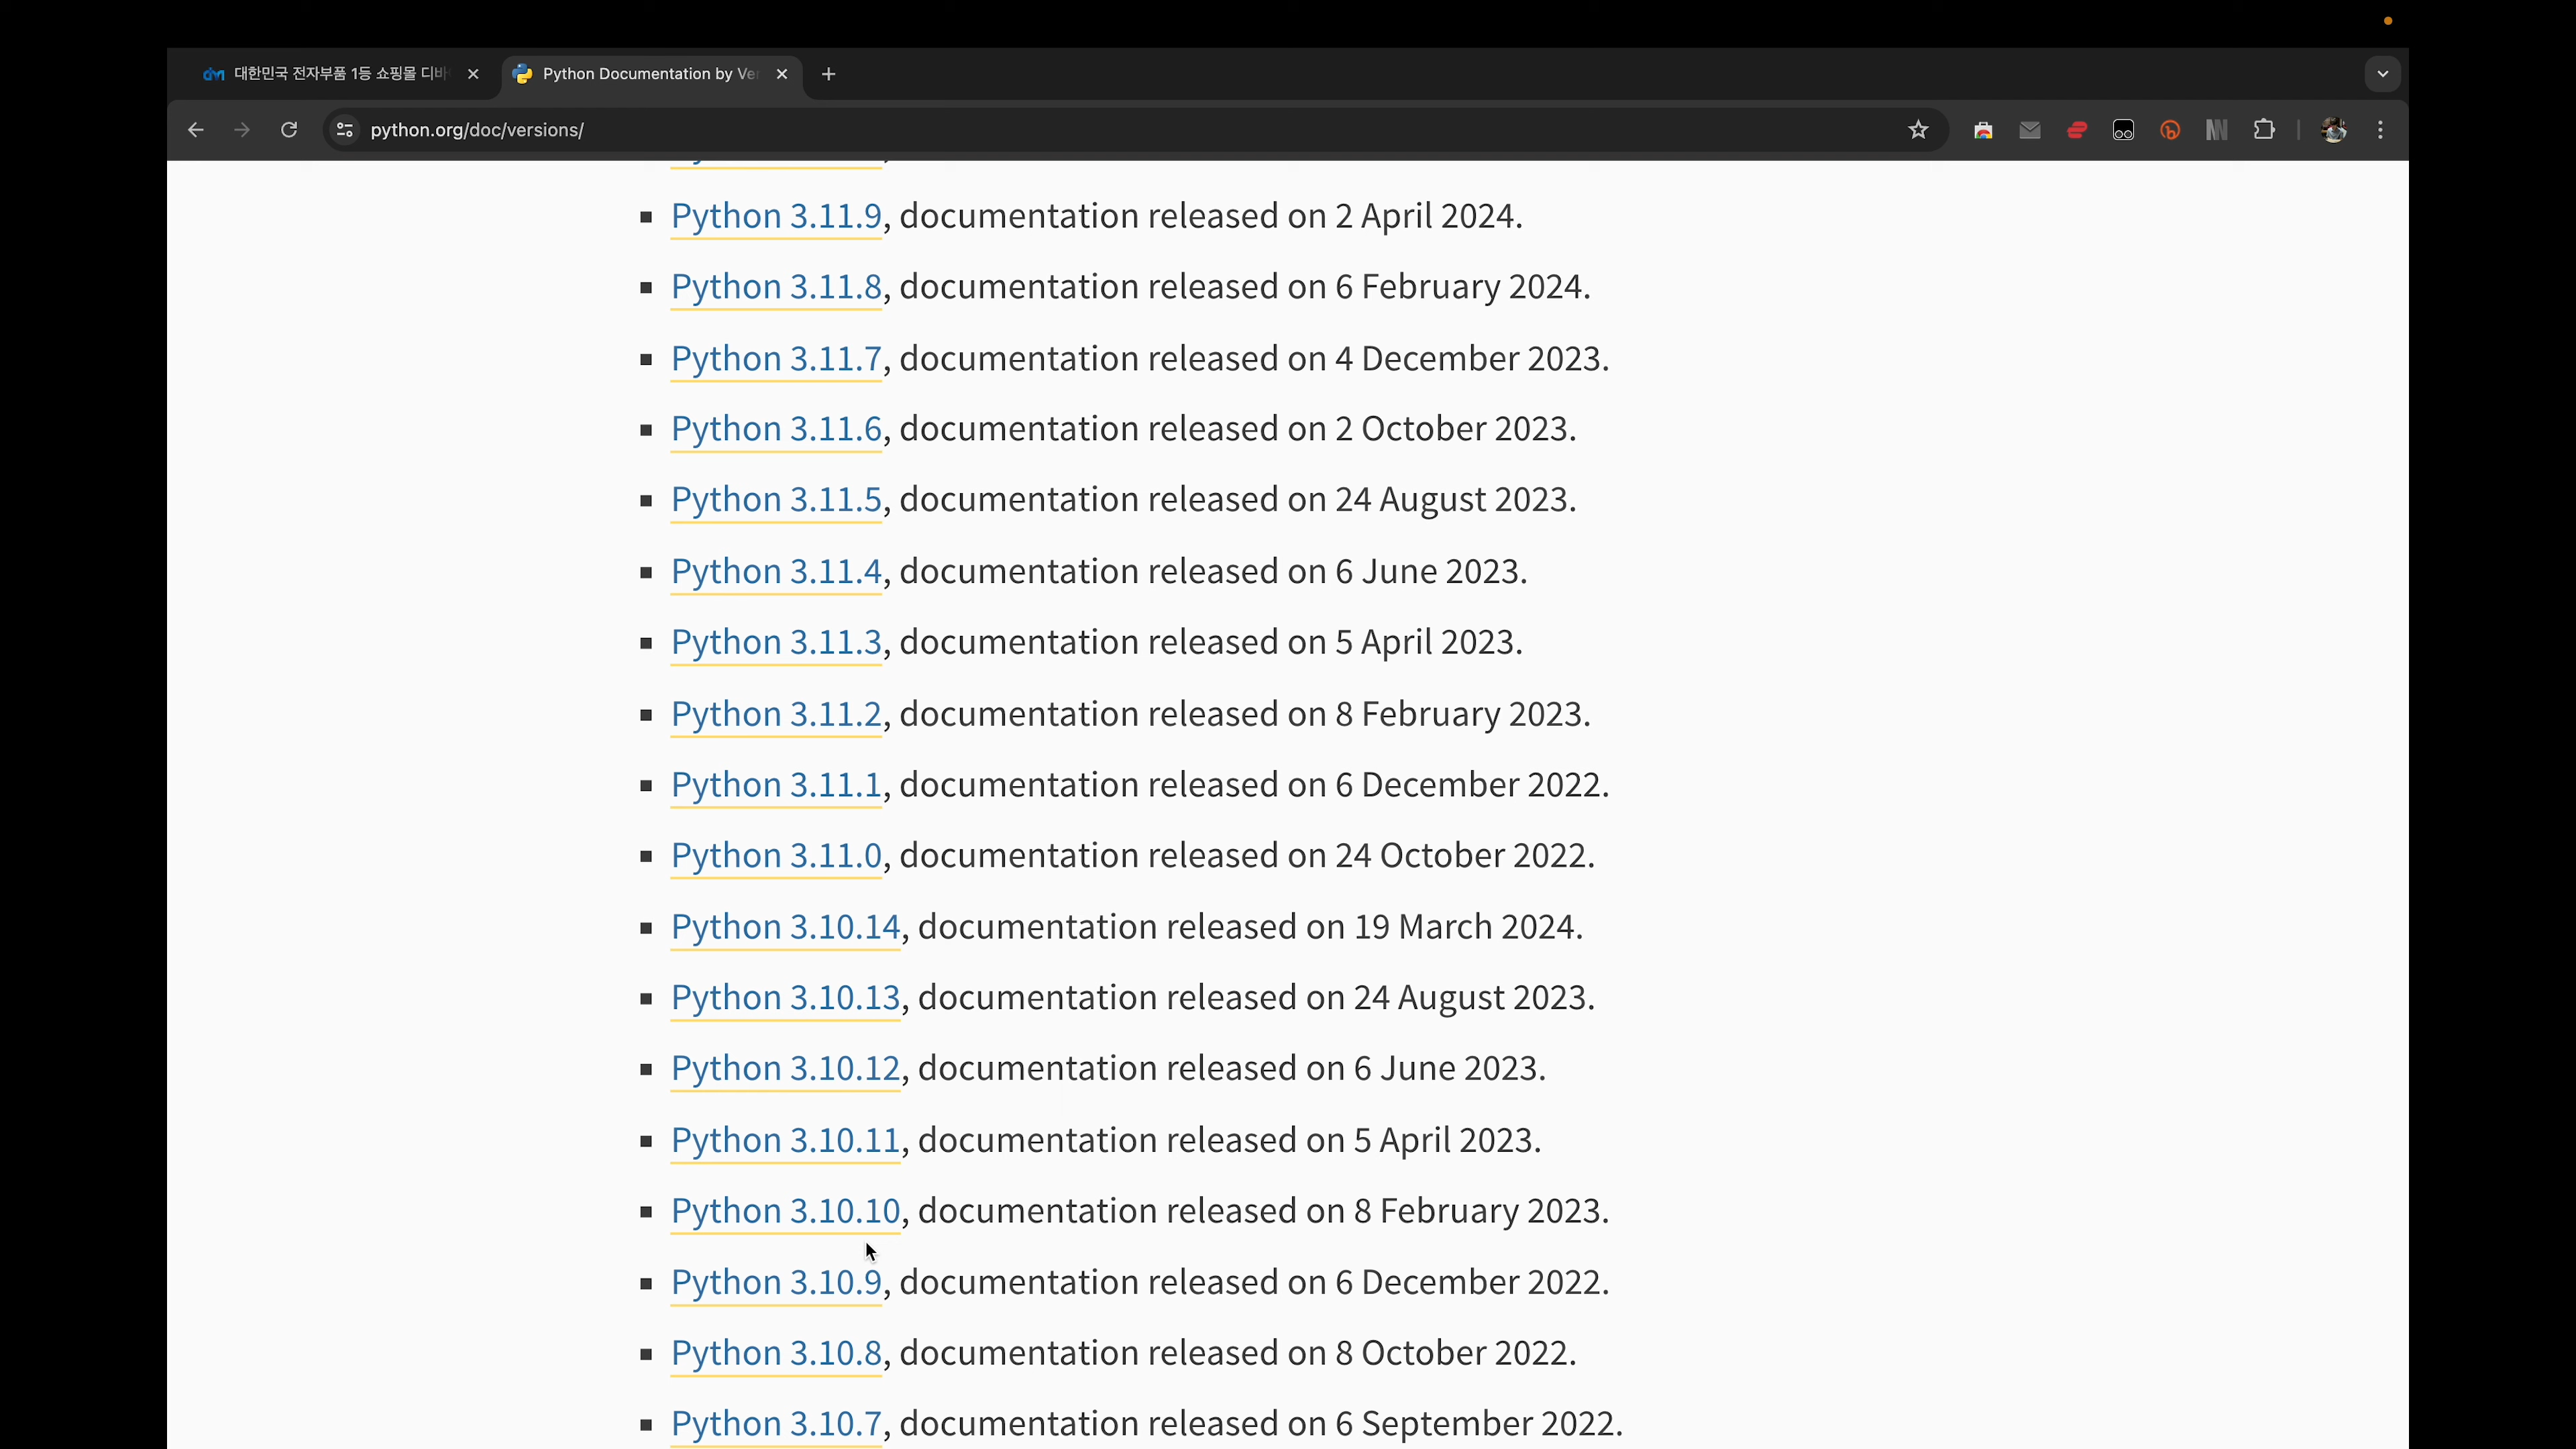 대한민국 전자부품 1등 쇼핑몰 디바
Python Documentation by Ver
python.org/doc/versions/
Python 3.11.9, documentation released on 2 April 2024.
Python 3.11.8, documentation released on 6 February 2024.
Python 3.11.7, documentation released on 4 December 2023.
Python 3.11.6, documentation released on 2 October 2023.
Python 3.11.5, documentation released on 24 August 2023.
Python 3.11.4, documentation released on 6 June 2023.
Python 3.11.3, documentation released on 5 April 2023.
Python 3.11.2, documentation released on 8 February 2023.
Python 3.11.1, documentation released on 6 December 2022.
Python 3.11.0, documentation released on 24 October 2022.
Python 3.10.14, documentation released on 19 March 2024.
Python 3.10.13, documentation released on 24 August 2023.
Python 3.10.12, documentation released on 6 June 2023.
Python 3.10.11, documentation released on 5 April 2023.
Python 3.10.10, documentation released on 8 February 2023.
Python 3.10.9, documentation released on 6 December 2022.
Python 3.10.8, documentation released on 8 October 2022.
Python 3.10.7, documentation released on 6 September 2022.